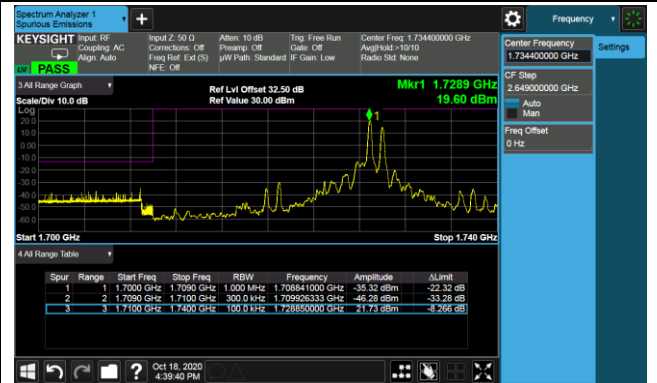 Spectrum Analyzer 1
Spurious Emissions
+
Frequency
KEYSIGHT
Input: RF
Coupling: AC
Align: Auto
Input Z: 50 Ω
Corrections: Off
Freq Ref: Ext (S)
NFE: Off
Atten: 10 dB
Preamp: Off
µW Path: Standard
Trig: Free Run
Gate: Off
IF Gain: Low
Center Freq: 1.734400000 GHz
Avg|Hold:>10/10
Radio Std: None
PASS
Center Frequency
1.734400000 GHz
Settings
CF Step
2.649000000 GHz
Auto
Man
Freq Offset
0 Hz
3 All Range Graph
Ref Lvl Offset 32.50 dB
Mkr1 1.7289 GHz
Scale/Div 10.0 dB
Ref Value 30.00 dBm
19.60 dBm
Log
1
20.0
10.0
0.00
-10.0
-20.0
-30.0
-40.0
-50.0
-60.0
Start 1.700 GHz
Stop 1.740 GHz
4 All Range Table
Spur Range Start Freq Stop Freq RBW Frequency Amplitude ΔLimit
1 1 1.7000 GHz 1.7090 GHz 1.000 MHz 1.708841000 GHz -35.32 dBm -22.32 dB
2 2 1.7090 GHz 1.7100 GHz 300.0 kHz 1.709926333 GHz -46.28 dBm -33.28 dB
3 3 1.7100 GHz 1.7400 GHz 100.0 kHz 1.728850000 GHz 21.73 dBm -8.266 dB
?
Oct 18, 2020
4:39:40 PM